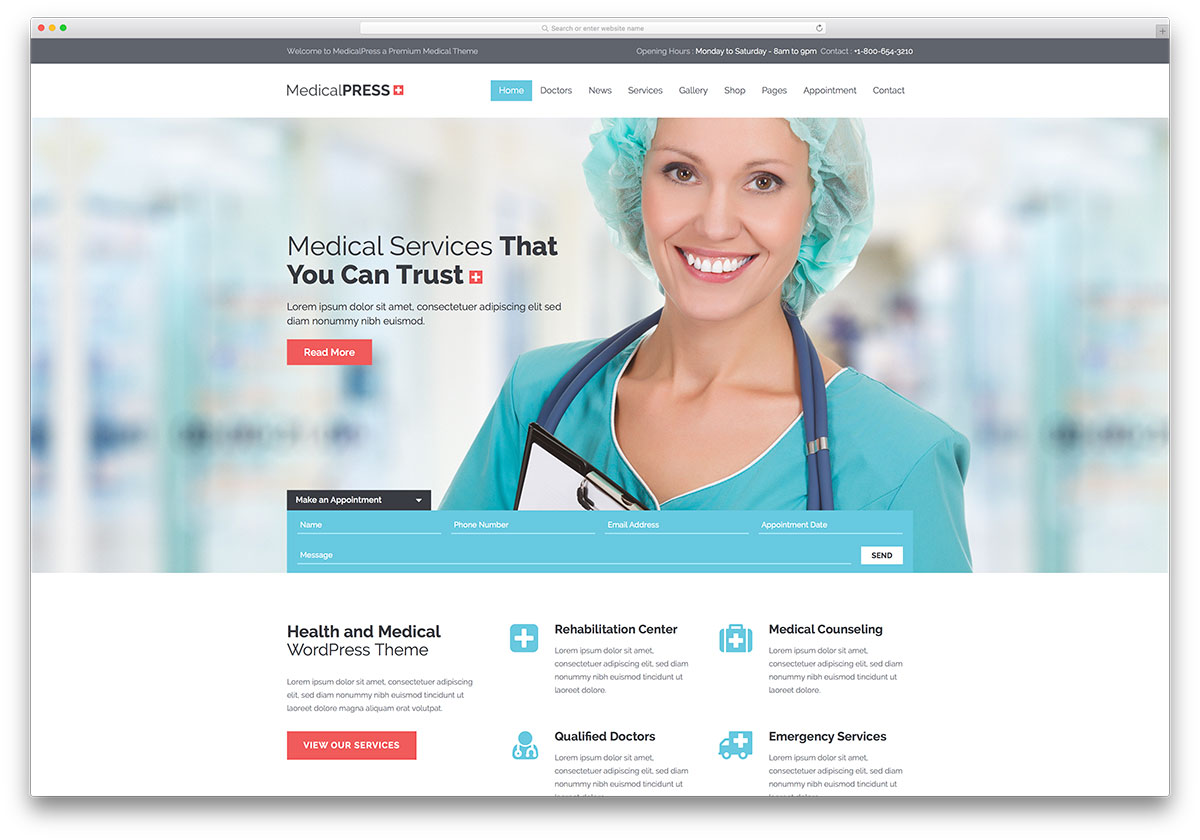 Search or enter website name
Welcome to MedicalPress a Premium Medical Theme
Opening Hours : Monday to Saturday - 8am to 9pm Contact : +1-800-654-3210
MedicalPRESS
Home Doctors News Services Gallery Shop Pages Appointment Contact
Medical Services That
You Can Trust
Lorem ipsum dolor sit amet, consectetuer adipiscing elit sed
diam nonummy nibh euismod.
Read More
Make an Appointment
Name Phone Number Email Address Appointment Date
Message SEND
Health and Medical
WordPress Theme
Lorem ipsum dolor sit amet, consectetuer adipiscing
elit, sed diam nonummy nibh euismod tincidunt ut
laoreet dolore magna aliquam erat volutpat.
VIEW OUR SERVICES
Rehabilitation Center
Lorem ipsum dolor sit amet,
consectetuer adipiscing elit, sed diam
nonummy nibh euismod tincidunt ut
laoreet dolore.
Medical Counseling
Lorem ipsum dolor sit amet,
consectetuer adipiscing elit, sed diam
nonummy nibh euismod tincidunt ut
laoreet dolore.
Qualified Doctors
Lorem ipsum dolor sit amet,
consectetuer adipiscing elit, sed diam
nonummy nibh euismod tincidunt ut
Emergency Services
Lorem ipsum dolor sit amet,
consectetuer adipiscing elit, sed diam
nonummy nibh euismod tincidunt ut